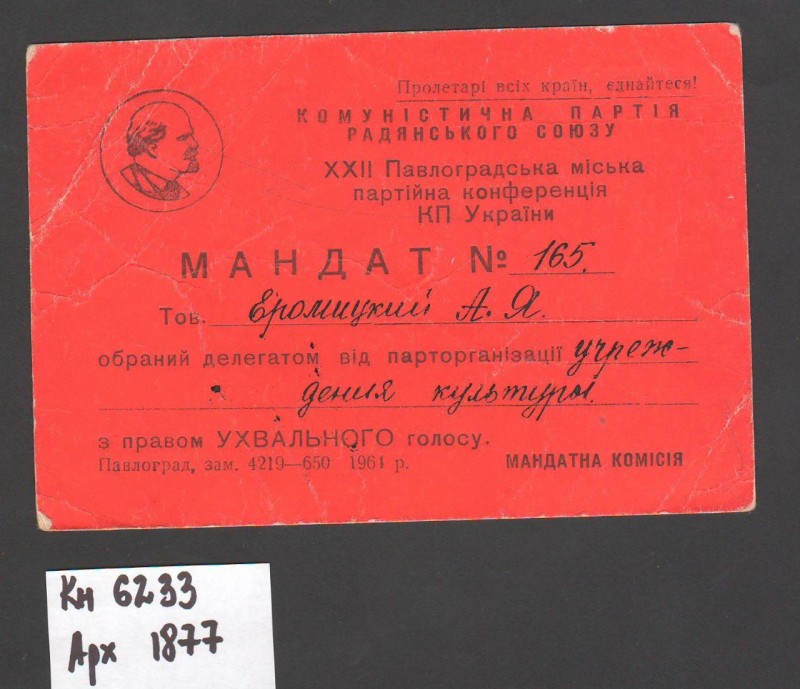 Пролетарі всіх країн, єднайтеся!
КОМУНІСТИЧНА ПАРТІЯ
РАДЯНСЬКОГО СОЮЗУ
XXII Павлоградська міська
партійна конференція
КП України
МАНДАТ № 165.
Тов. Еромицкий А. Я.
обраний делегатом від парторганізації учреж-
дения культуры.
з правом УХВАЛЬНОГО голосу.
Павлоград, зам. 4219—650 1961 р. МАНДАТНА КОМІСІЯ
Кн 6233
Арх 1877